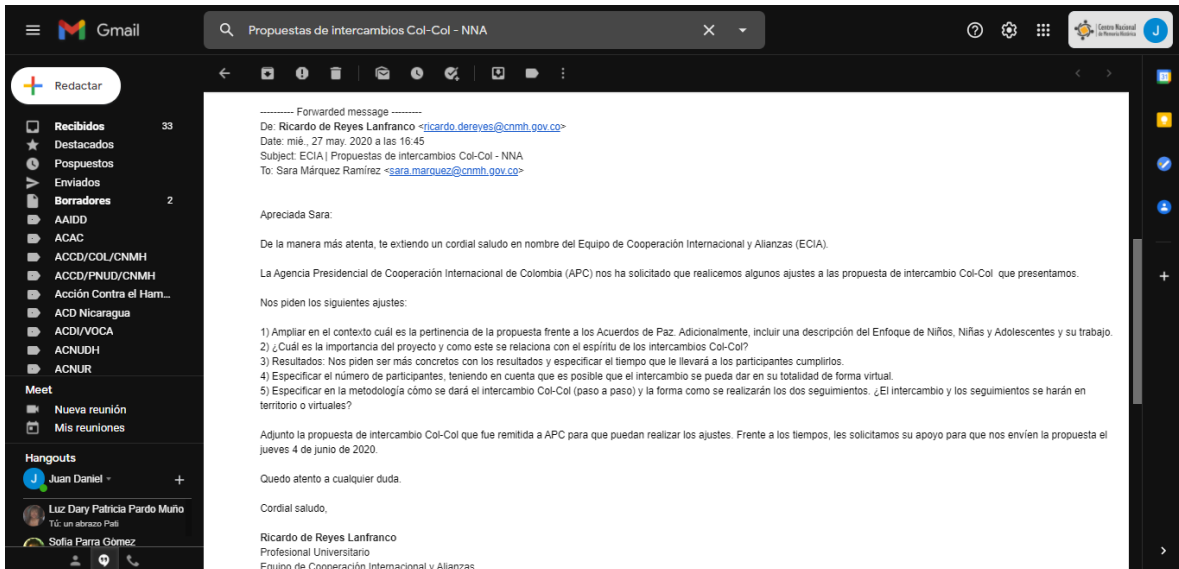 Gmail
Propuestas de intercambios Col-Col - NNA
Centro Nacional
de Memoria Histórica
J
Redactar
Recibidos 33
Destacados
Pospuestos
Enviados
Borradores 2
AAIDD
ACAC
ACCD/COL/CNMH
ACCD/PNUD/CNMH
Acción Contra el Ham...
ACD Nicaragua
ACDI/VOCA
ACNUDH
ACNUR
Meet
Nueva reunión
Mis reuniones
Hangouts
J Juan Daniel
Luz Dary Patricia Pardo Muño
Tú: un abrazo Pati
Sofia Parra Gómez
---------- Forwarded message ---------
De: Ricardo de Reyes Lanfranco <ricardo.dereyes@cnmh.gov.co>
Date: mié., 27 may. 2020 a las 16:45
Subject: ECIA | Propuestas de intercambios Col-Col - NNA
To: Sara Márquez Ramírez <sara.marquez@cnmh.gov.co>
Apreciada Sara:
De la manera más atenta, te extiendo un cordial saludo en nombre del Equipo de Cooperación Internacional y Alianzas (ECIA).
La Agencia Presidencial de Cooperación Internacional de Colombia (APC) nos ha solicitado que realicemos algunos ajustes a las propuesta de intercambio Col-Col que presentamos.
Nos piden los siguientes ajustes:
1) Ampliar en el contexto cuál es la pertinencia de la propuesta frente a los Acuerdos de Paz. Adicionalmente, incluir una descripción del Enfoque de Niños, Niñas y Adolescentes y su trabajo.
2) ¿Cuál es la importancia del proyecto y como este se relaciona con el espíritu de los intercambios Col-Col?
3) Resultados: Nos piden ser más concretos con los resultados y especificar el tiempo que le llevará a los participantes cumplirlos.
4) Especificar el número de participantes, teniendo en cuenta que es posible que el intercambio se pueda dar en su totalidad de forma virtual.
5) Especificar en la metodología cómo se dará el intercambio Col-Col (paso a paso) y la forma como se realizarán los dos seguimientos. ¿El intercambio y los seguimientos se harán en
territorio o virtuales?
Adjunto la propuesta de intercambio Col-Col que fue remitida a APC para que puedan realizar los ajustes. Frente a los tiempos, les solicitamos su apoyo para que nos envíen la propuesta el
jueves 4 de junio de 2020.
Quedo atento a cualquier duda.
Cordial saludo,
Ricardo de Reyes Lanfranco
Profesional Universitario
Equipo de Cooperación Internacional y Alianzas